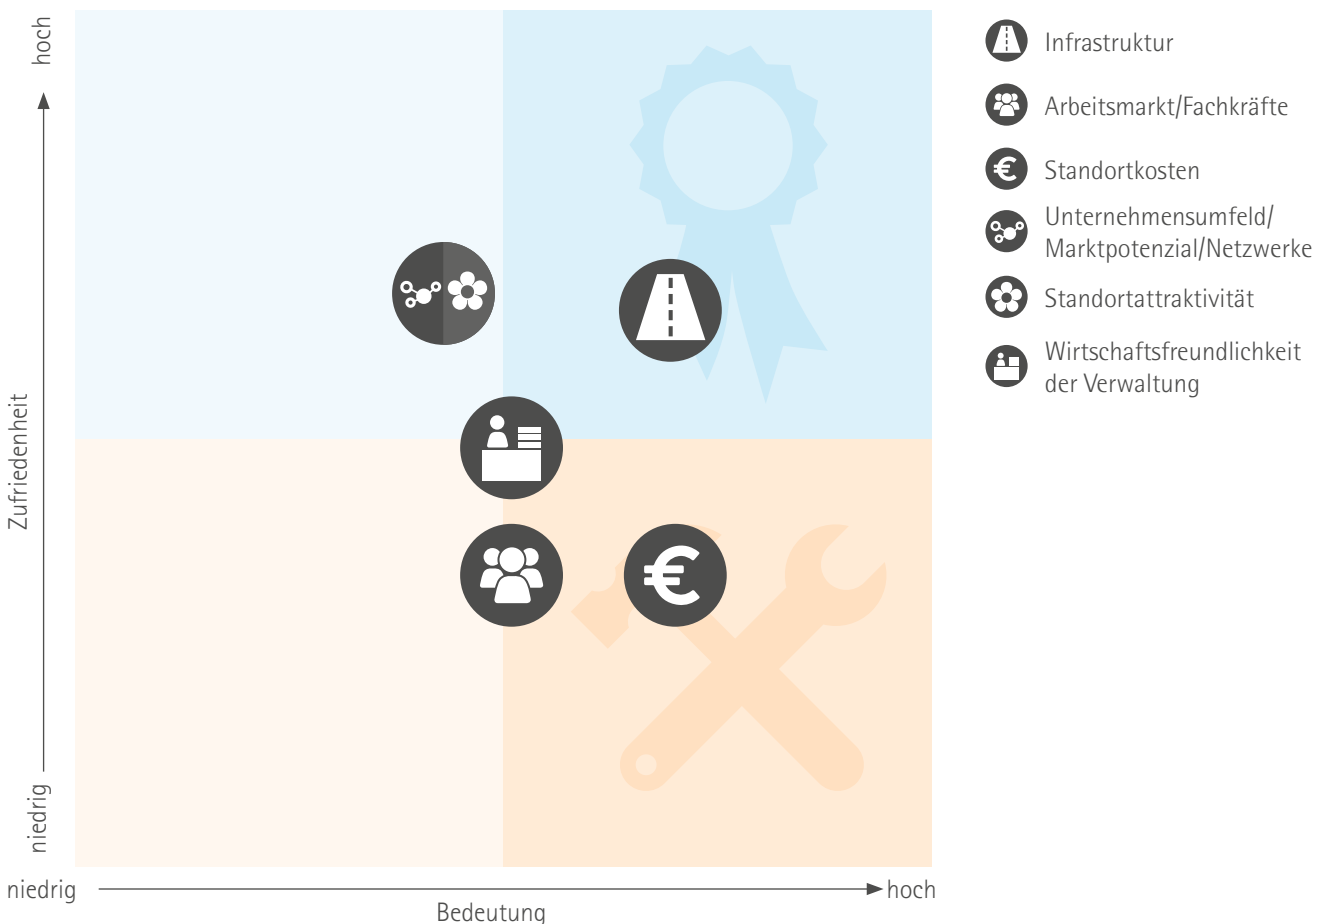 hoch
Zufriedenheit
niedrig
niedrig
hoch
Bedeutung
Infrastruktur
Arbeitsmarkt/Fachkräfte
Standortkosten
Unternehmensumfeld/
Marktpotenzial/Netzwerke
Standortattraktivität
Wirtschaftsfreundlichkeit
der Verwaltung